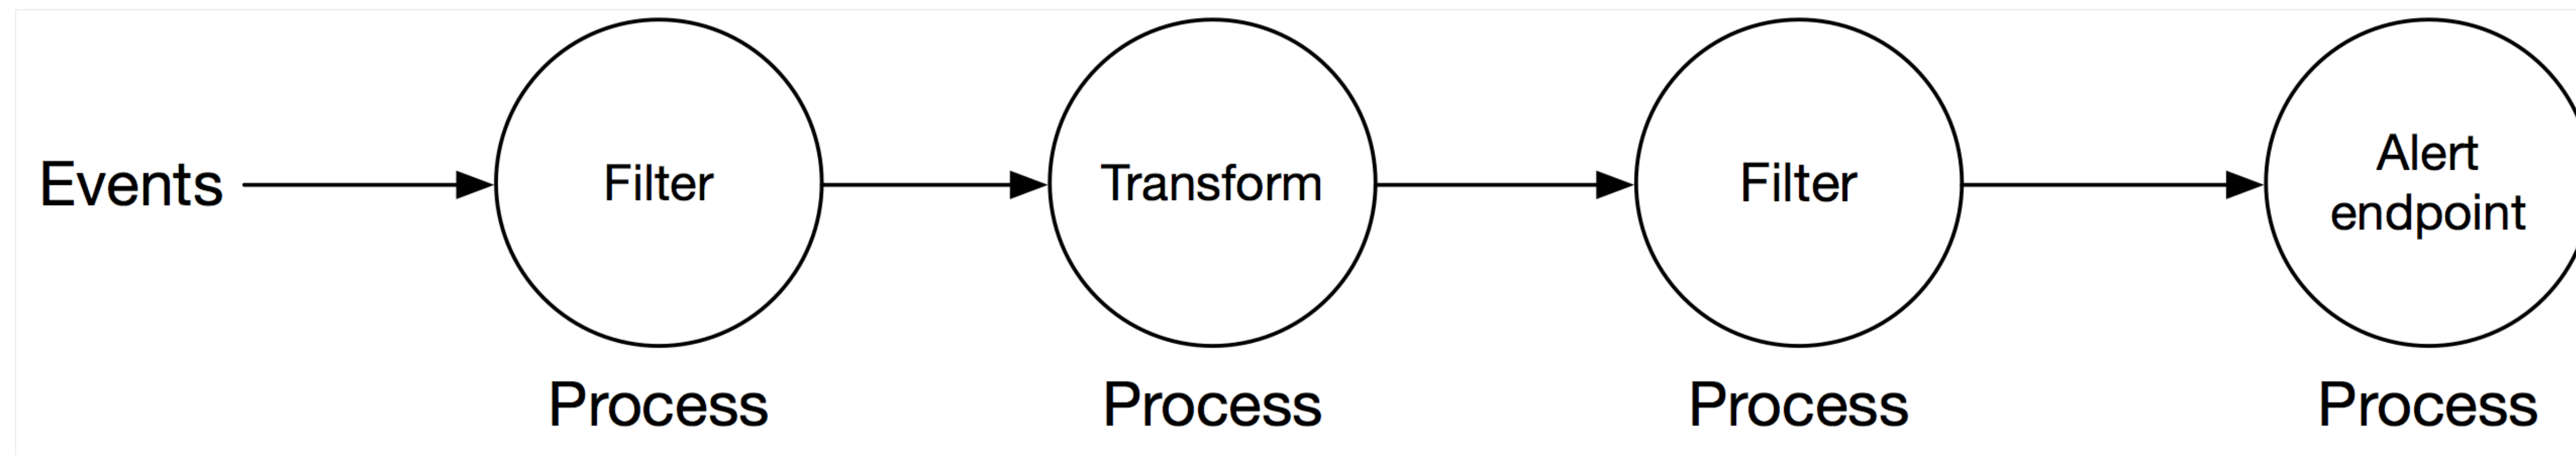 Events
Filter
Transform
Filter
Alert
endpoint
Process
Process
Process
Process